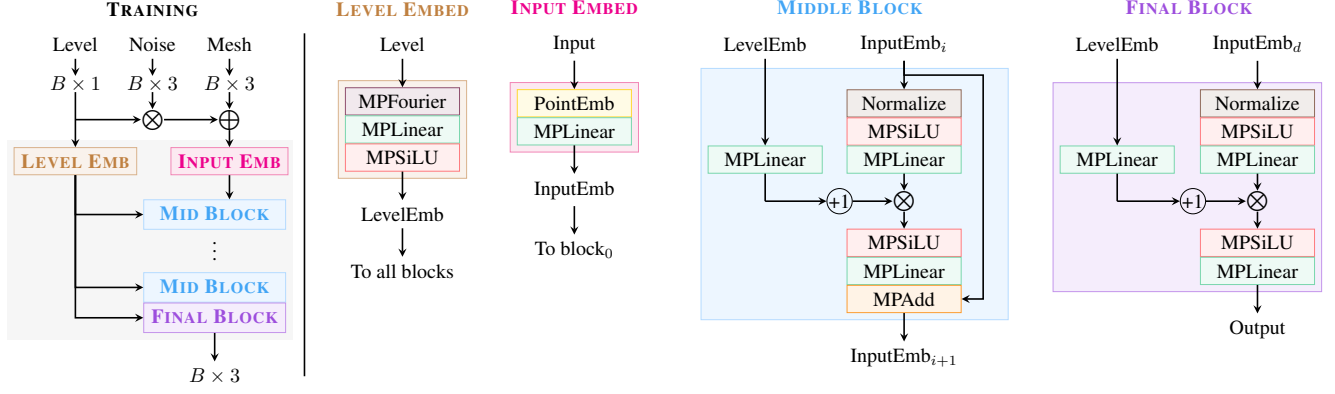 TRAINING
Level Noise Mesh
B × 1 B × 3 B × 3
LEVEL EMB INPUT EMB
MID BLOCK
⋮
MID BLOCK
FINAL BLOCK
B × 3
LEVEL EMBED
Level
MPFourier
MPLinear
MPSiLU
LevelEmb
To all blocks
INPUT EMBED
Input
PointEmb
MPLinear
InputEmb
To block₀
MIDDLE BLOCK
LevelEmb InputEmbᵢ
Normalize
MPSiLU
MPLinear MPLinear
+1
MPSiLU
MPLinear
MPAdd
InputEmbᵢ₊₁
FINAL BLOCK
LevelEmb InputEmb_d
Normalize
MPSiLU
MPLinear MPLinear
+1
MPSiLU
MPLinear
Output